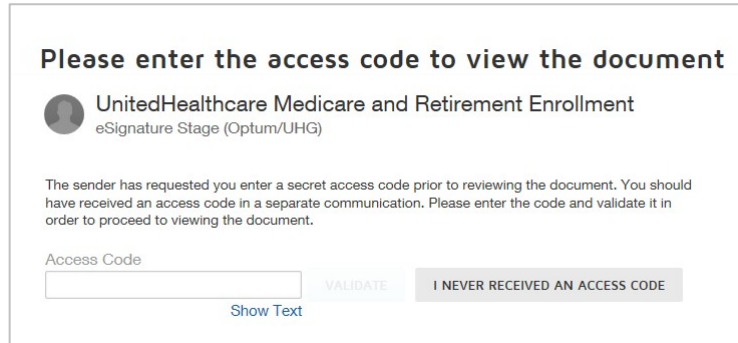 Please enter the access code to view the document
UnitedHealthcare Medicare and Retirement Enrollment
eSignature Stage (Optum/UHG)
The sender has requested you enter a secret access code prior to reviewing the document. You should
have received an access code in a separate communication. Please enter the code and validate it in
order to proceed to viewing the document.
Access Code
VALIDATE
I NEVER RECEIVED AN ACCESS CODE
Show Text